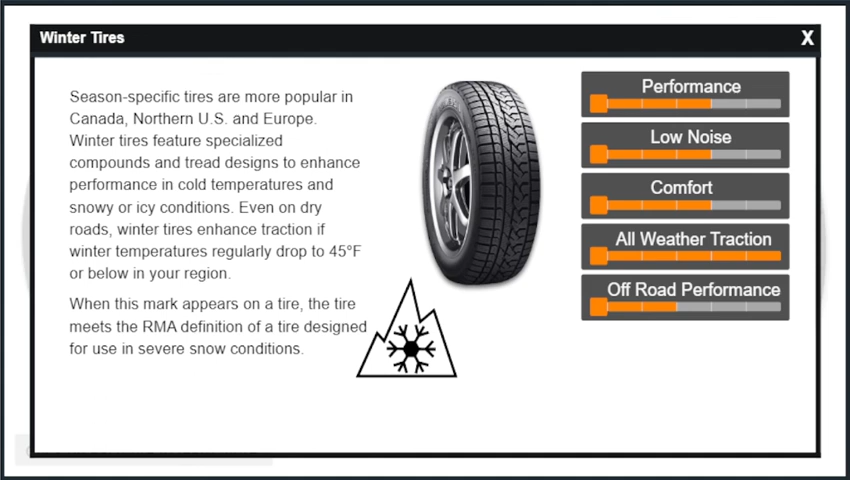 Winter Tires
X
Season-specific tires are more popular in
Canada, Northern U.S. and Europe.
Winter tires feature specialized
compounds and tread designs to enhance
performance in cold temperatures and
snowy or icy conditions. Even on dry
roads, winter tires enhance traction if
winter temperatures regularly drop to 45°F
or below in your region.
When this mark appears on a tire, the tire
meets the RMA definition of a tire designed
for use in severe snow conditions.
Performance
Low Noise
Comfort
All Weather Traction
Off Road Performance